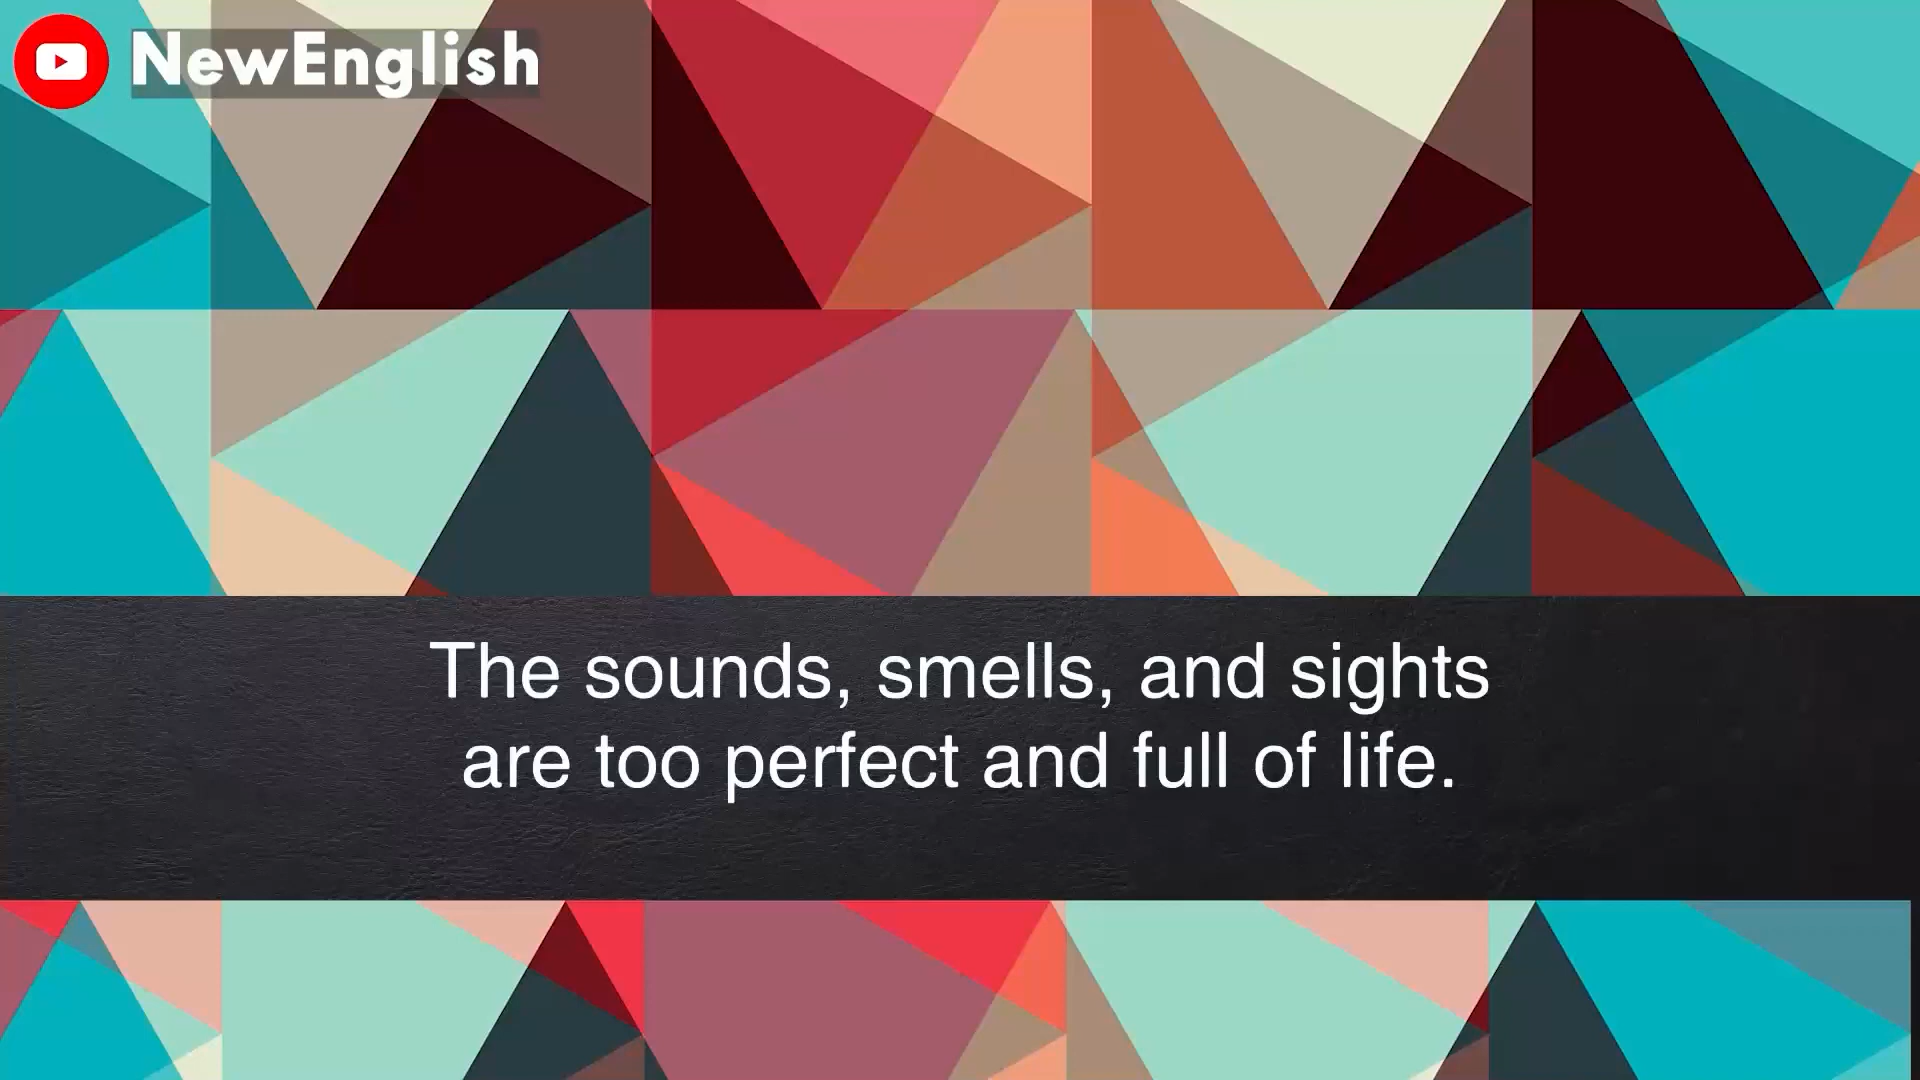 NewEnglish
The sounds, smells, and sights
are too perfect and full of life.